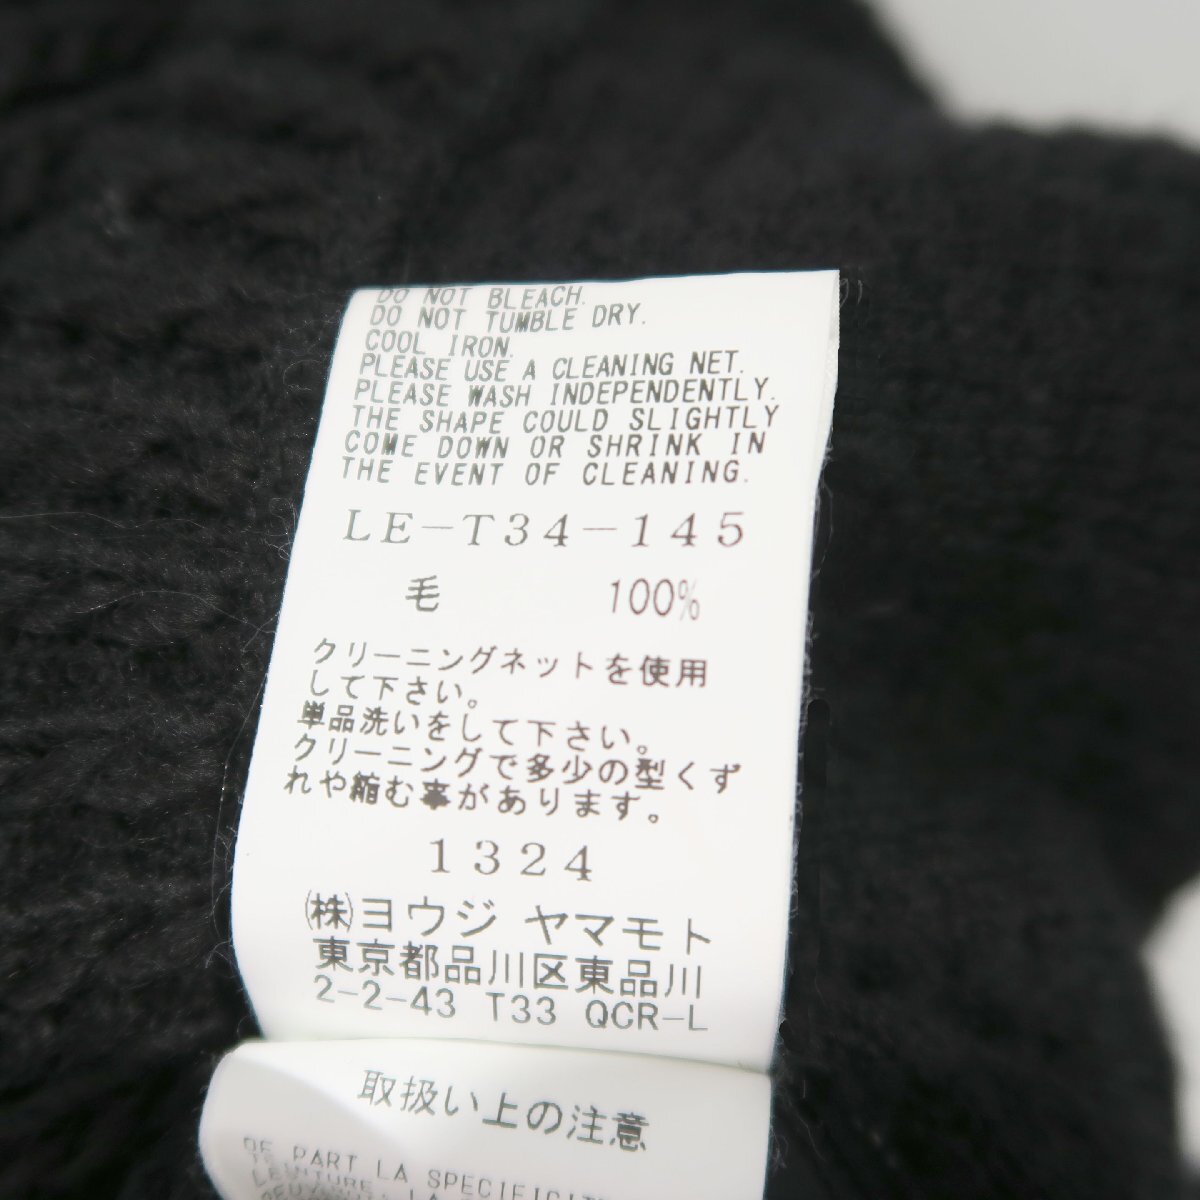 DO NOT BLEACH.
DO NOT TUMBLE DRY.
COOL IRON.
PLEASE USE A CLEANING NET.
PLEASE WASH INDEPENDENTLY.
THE SHAPE COULD SLIGHTLY
COME DOWN OR SHRINK IN
THE EVENT OF CLEANING.
LE-T34-145
毛 100%
クリーニングネットを使用
して下さい。
単品洗いをして下さい。
クリーニングで多少の型くず
れや縮む事があります。
1324
㈱ヨウジ ヤマモト
東京都品川区東品川
2-2-43 T33 QCR-L
取扱い上の注意
DE PART LA SPECIFICITE
TEINTURE